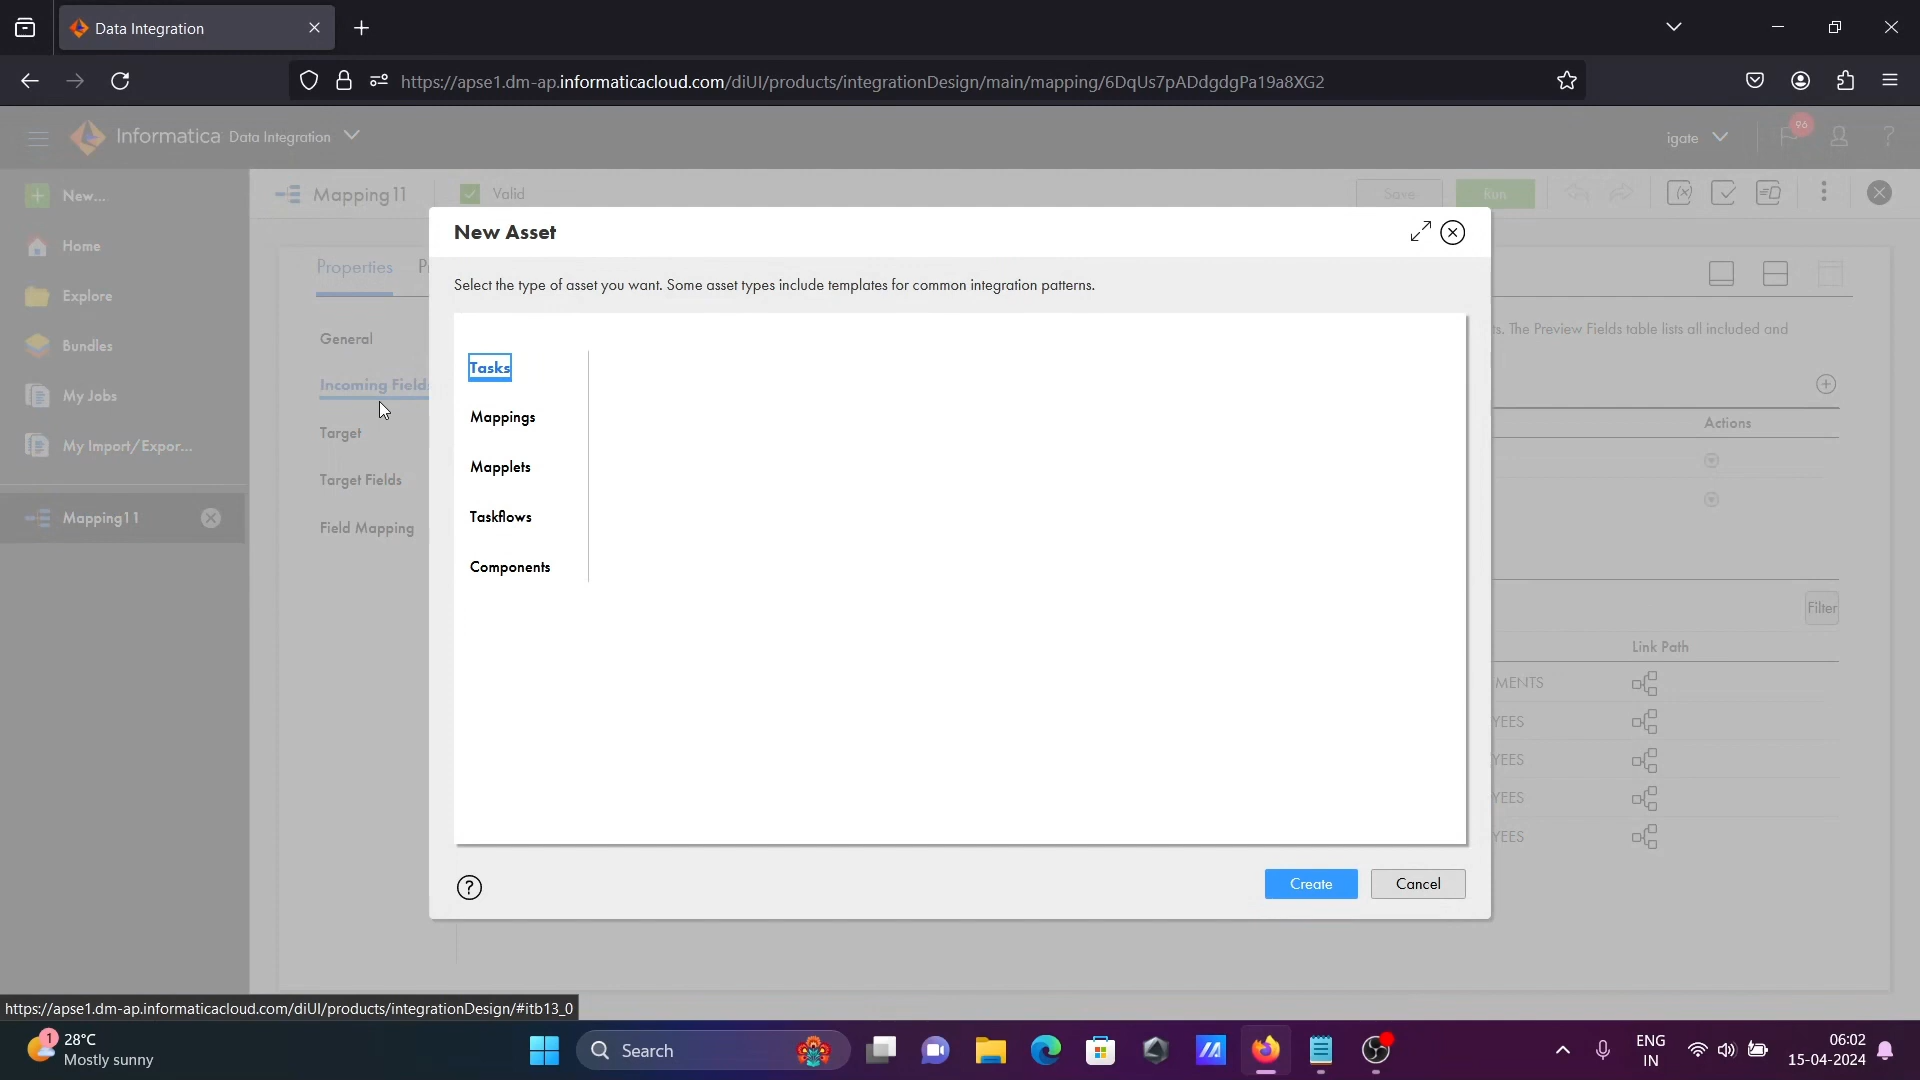 Data Integration
https://apse1.dm-ap.informaticacloud.com/diUI/products/integrationDesign/main/mapping/6DqUs7pADdgdgPa19a8XG2
Informatica Data Integration
igate
96
?
New...
Home
Explore
Bundles
My Jobs
My Import/Expor...
Mapping11
Mapping11
Valid
Save
Run
Properties
General
Incoming Fields
Target
Target Fields
Field Mapping
New Asset
Select the type of asset you want. Some asset types include templates for common integration patterns.
Tasks
Mappings
Mapplets
Taskflows
Components
?
Create
Cancel
ts. The Preview Fields table lists all included and
Actions
Filter
Link Path
MENTS
YEES
YEES
YEES
YEES
https://apse1.dm-ap.informaticacloud.com/diUI/products/integrationDesign/#itb13_0
1
28°C
Mostly sunny
Search
ENG
IN
06:02
15-04-2024